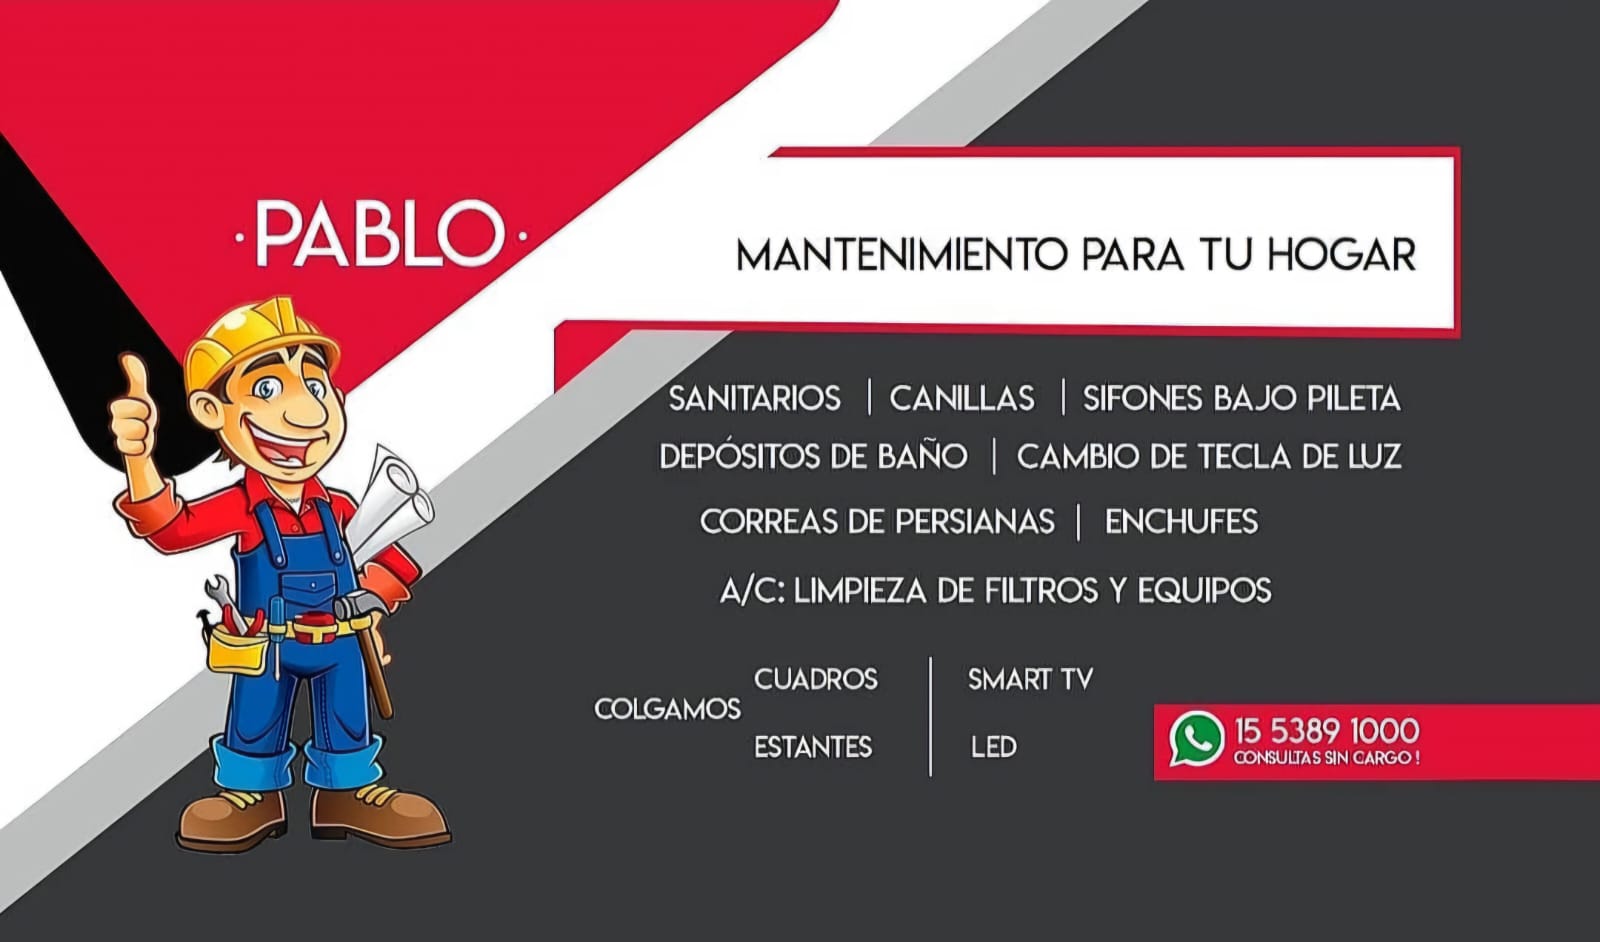 ·PABLO·
MANTENIMIENTO PARA TU HOGAR
SANITARIOS | CANILLAS | SIFONES BAJO PILETA
DEPÓSITOS DE BAÑO | CAMBIO DE TECLA DE LUZ
CORREAS DE PERSIANAS | ENCHUFES
A/C: LIMPIEZA DE FILTROS Y EQUIPOS
COLGAMOS
CUADROS | SMART TV
ESTANTES | LED
15 5389 1000
CONSULTAS SIN CARGO !